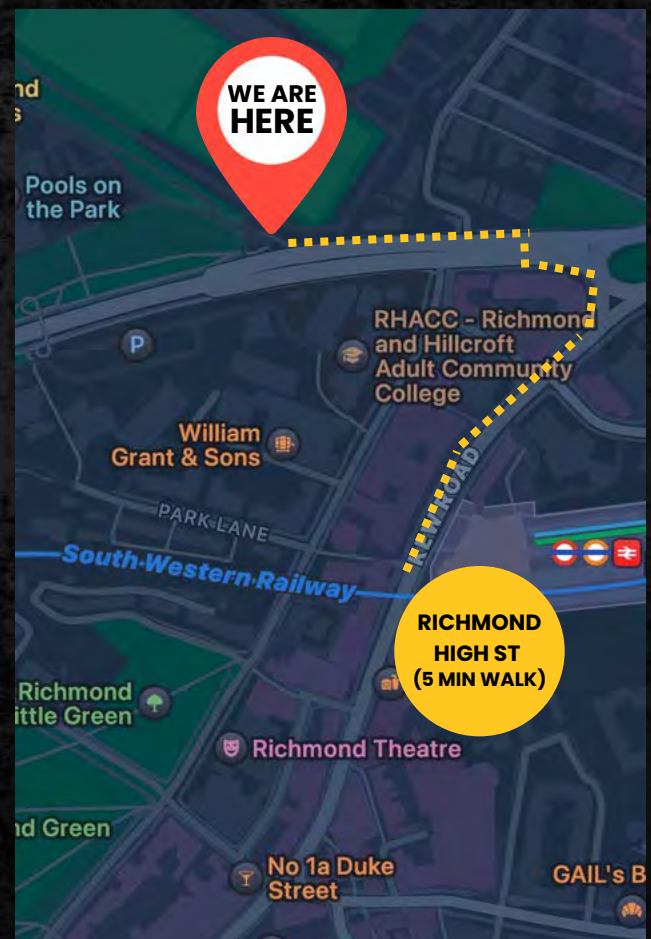 WE ARE
HERE
nd
s
Pools on
the Park
RHACC - Richmond
and Hillcroft
Adult Community
College
P
William
Grant & Sons
PARK LANE
KEW ROAD
South Western Railway
RICHMOND
HIGH ST
(5 MIN WALK)
Richmond
ittle Green
Richmond Theatre
nd Green
No 1a Duke
Street
GAIL's B